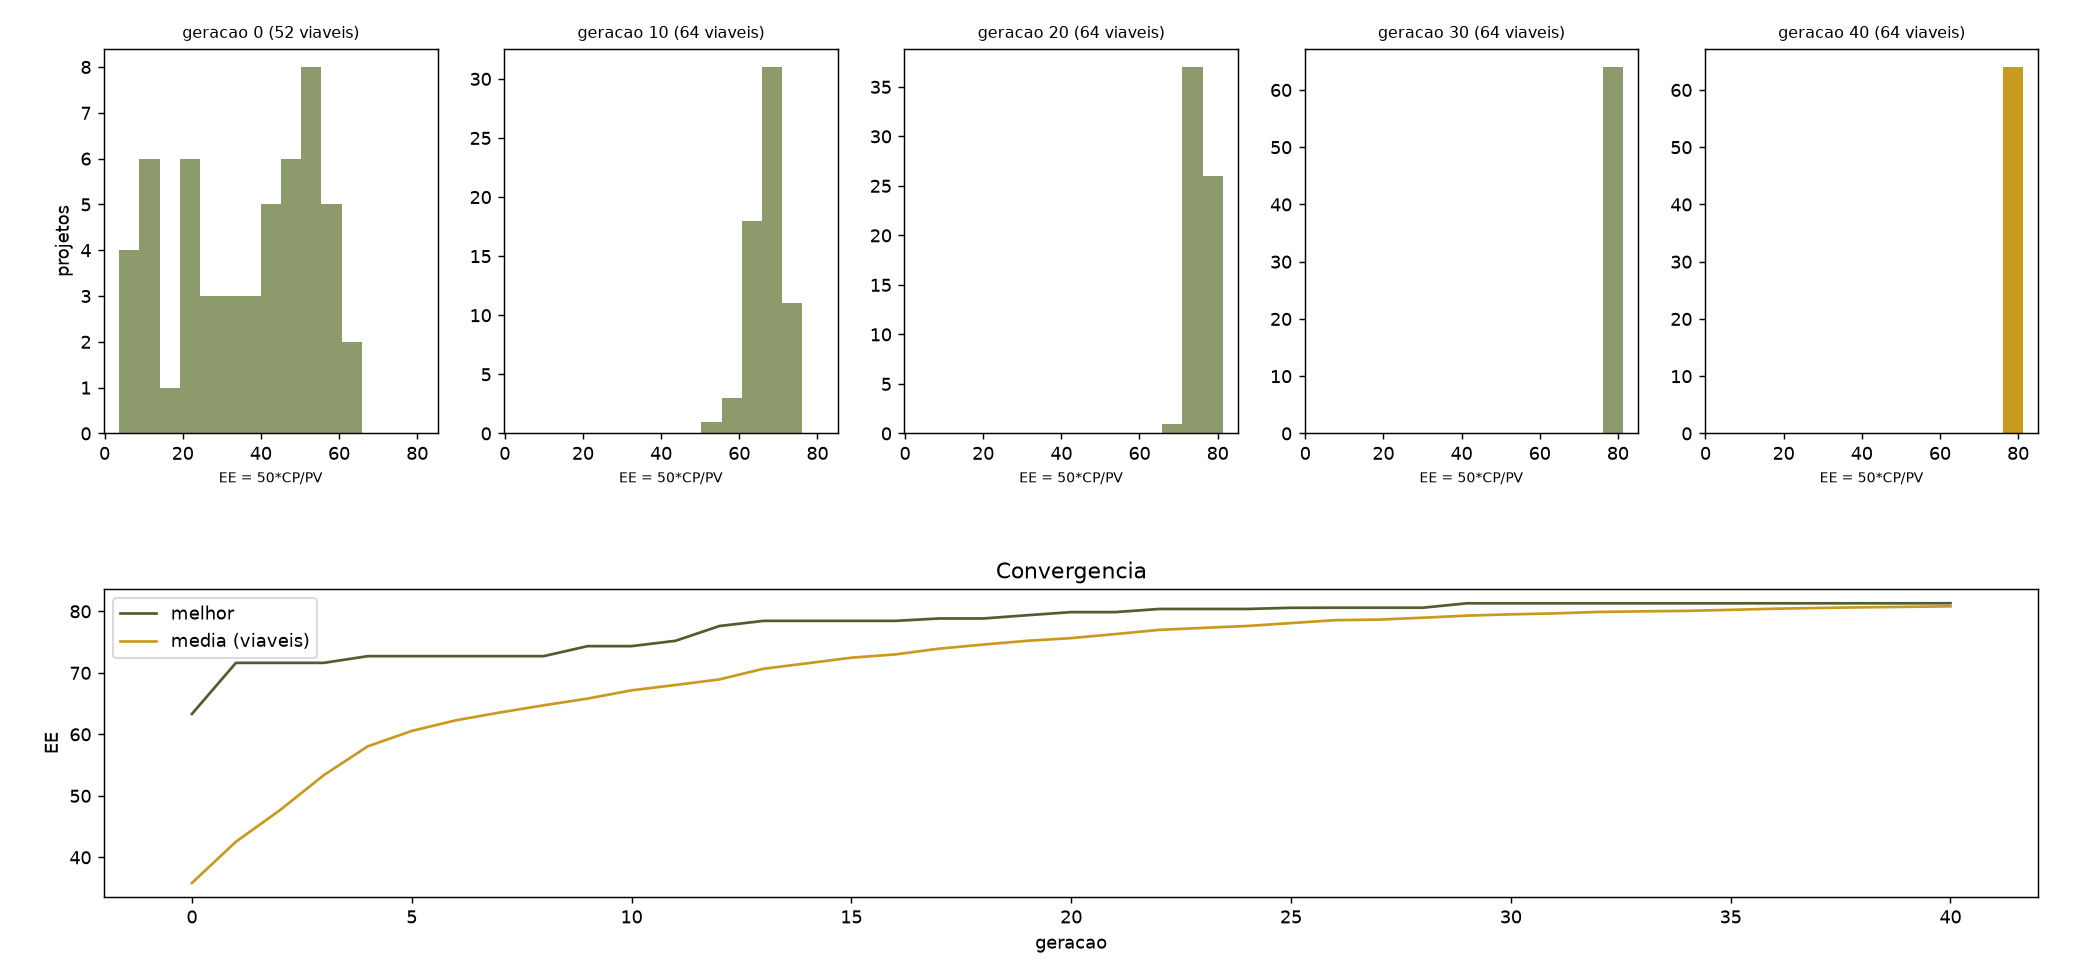 geracao 0 (52 viaveis)
geracao 10 (64 viaveis)
geracao 20 (64 viaveis)
geracao 30 (64 viaveis)
geracao 40 (64 viaveis)
projetos
8
7
6
5
4
3
2
1
0
0 20 40 60 80
EE = 50*CP/PV
30
25
20
15
10
5
0
0 20 40 60 80
EE = 50*CP/PV
35
30
25
20
15
10
5
0
0 20 40 60 80
EE = 50*CP/PV
60
50
40
30
20
10
0
0 20 40 60 80
EE = 50*CP/PV
60
50
40
30
20
10
0
0 20 40 60 80
EE = 50*CP/PV
Convergencia
melhor
media (viaveis)
EE
80
70
60
50
40
0 5 10 15 20 25 30 35 40
geracao